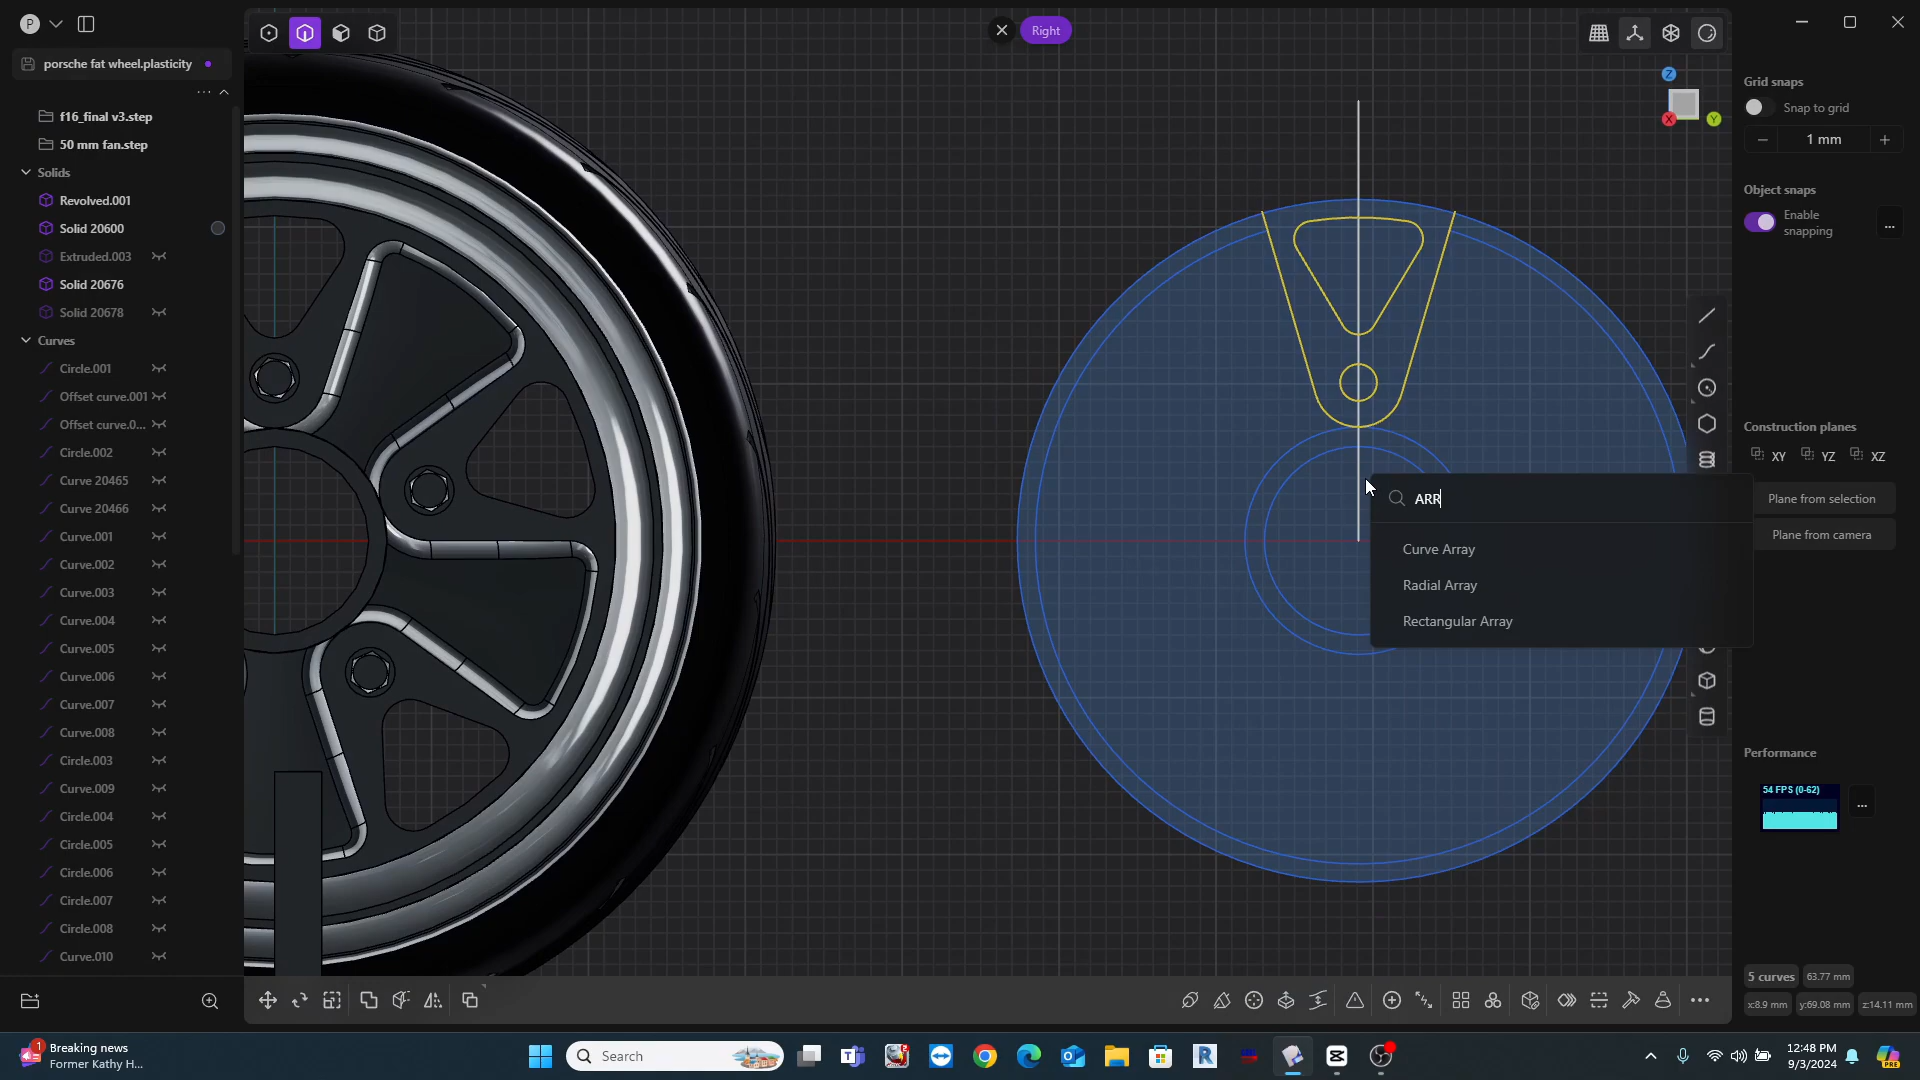 P
porsche fat wheel.plasticity
f16_final v3.step
50 mm fan.step
Solids
Revolved.001
Solid 20600
Extruded.003
Solid 20676
Solid 20678
Curves
Circle.001
Offset curve.001
Offset curve.0...
Circle.002
Curve 20465
Curve 20466
Curve.001
Curve.002
Curve.003
Curve.004
Curve.005
Curve.006
Curve.007
Curve.008
Circle.003
Curve.009
Circle.004
Circle.005
Circle.006
Circle.007
Circle.008
Curve.010
Right
Z
X
Y
ARR
Curve Array
Radial Array
Rectangular Array
Grid snaps
Snap to grid
1 mm
Object snaps
Enable
snapping
...
Construction planes
XY YZ XZ
Plane from selection
Plane from camera
Performance
54 FPS (0-62)
...
5 curves 63.77 mm
x:8.9 mm y:69.08 mm z:14.11 mm
1
Breaking news
Former Kathy H...
Search
R
12:48 PM
9/3/2024
PRE